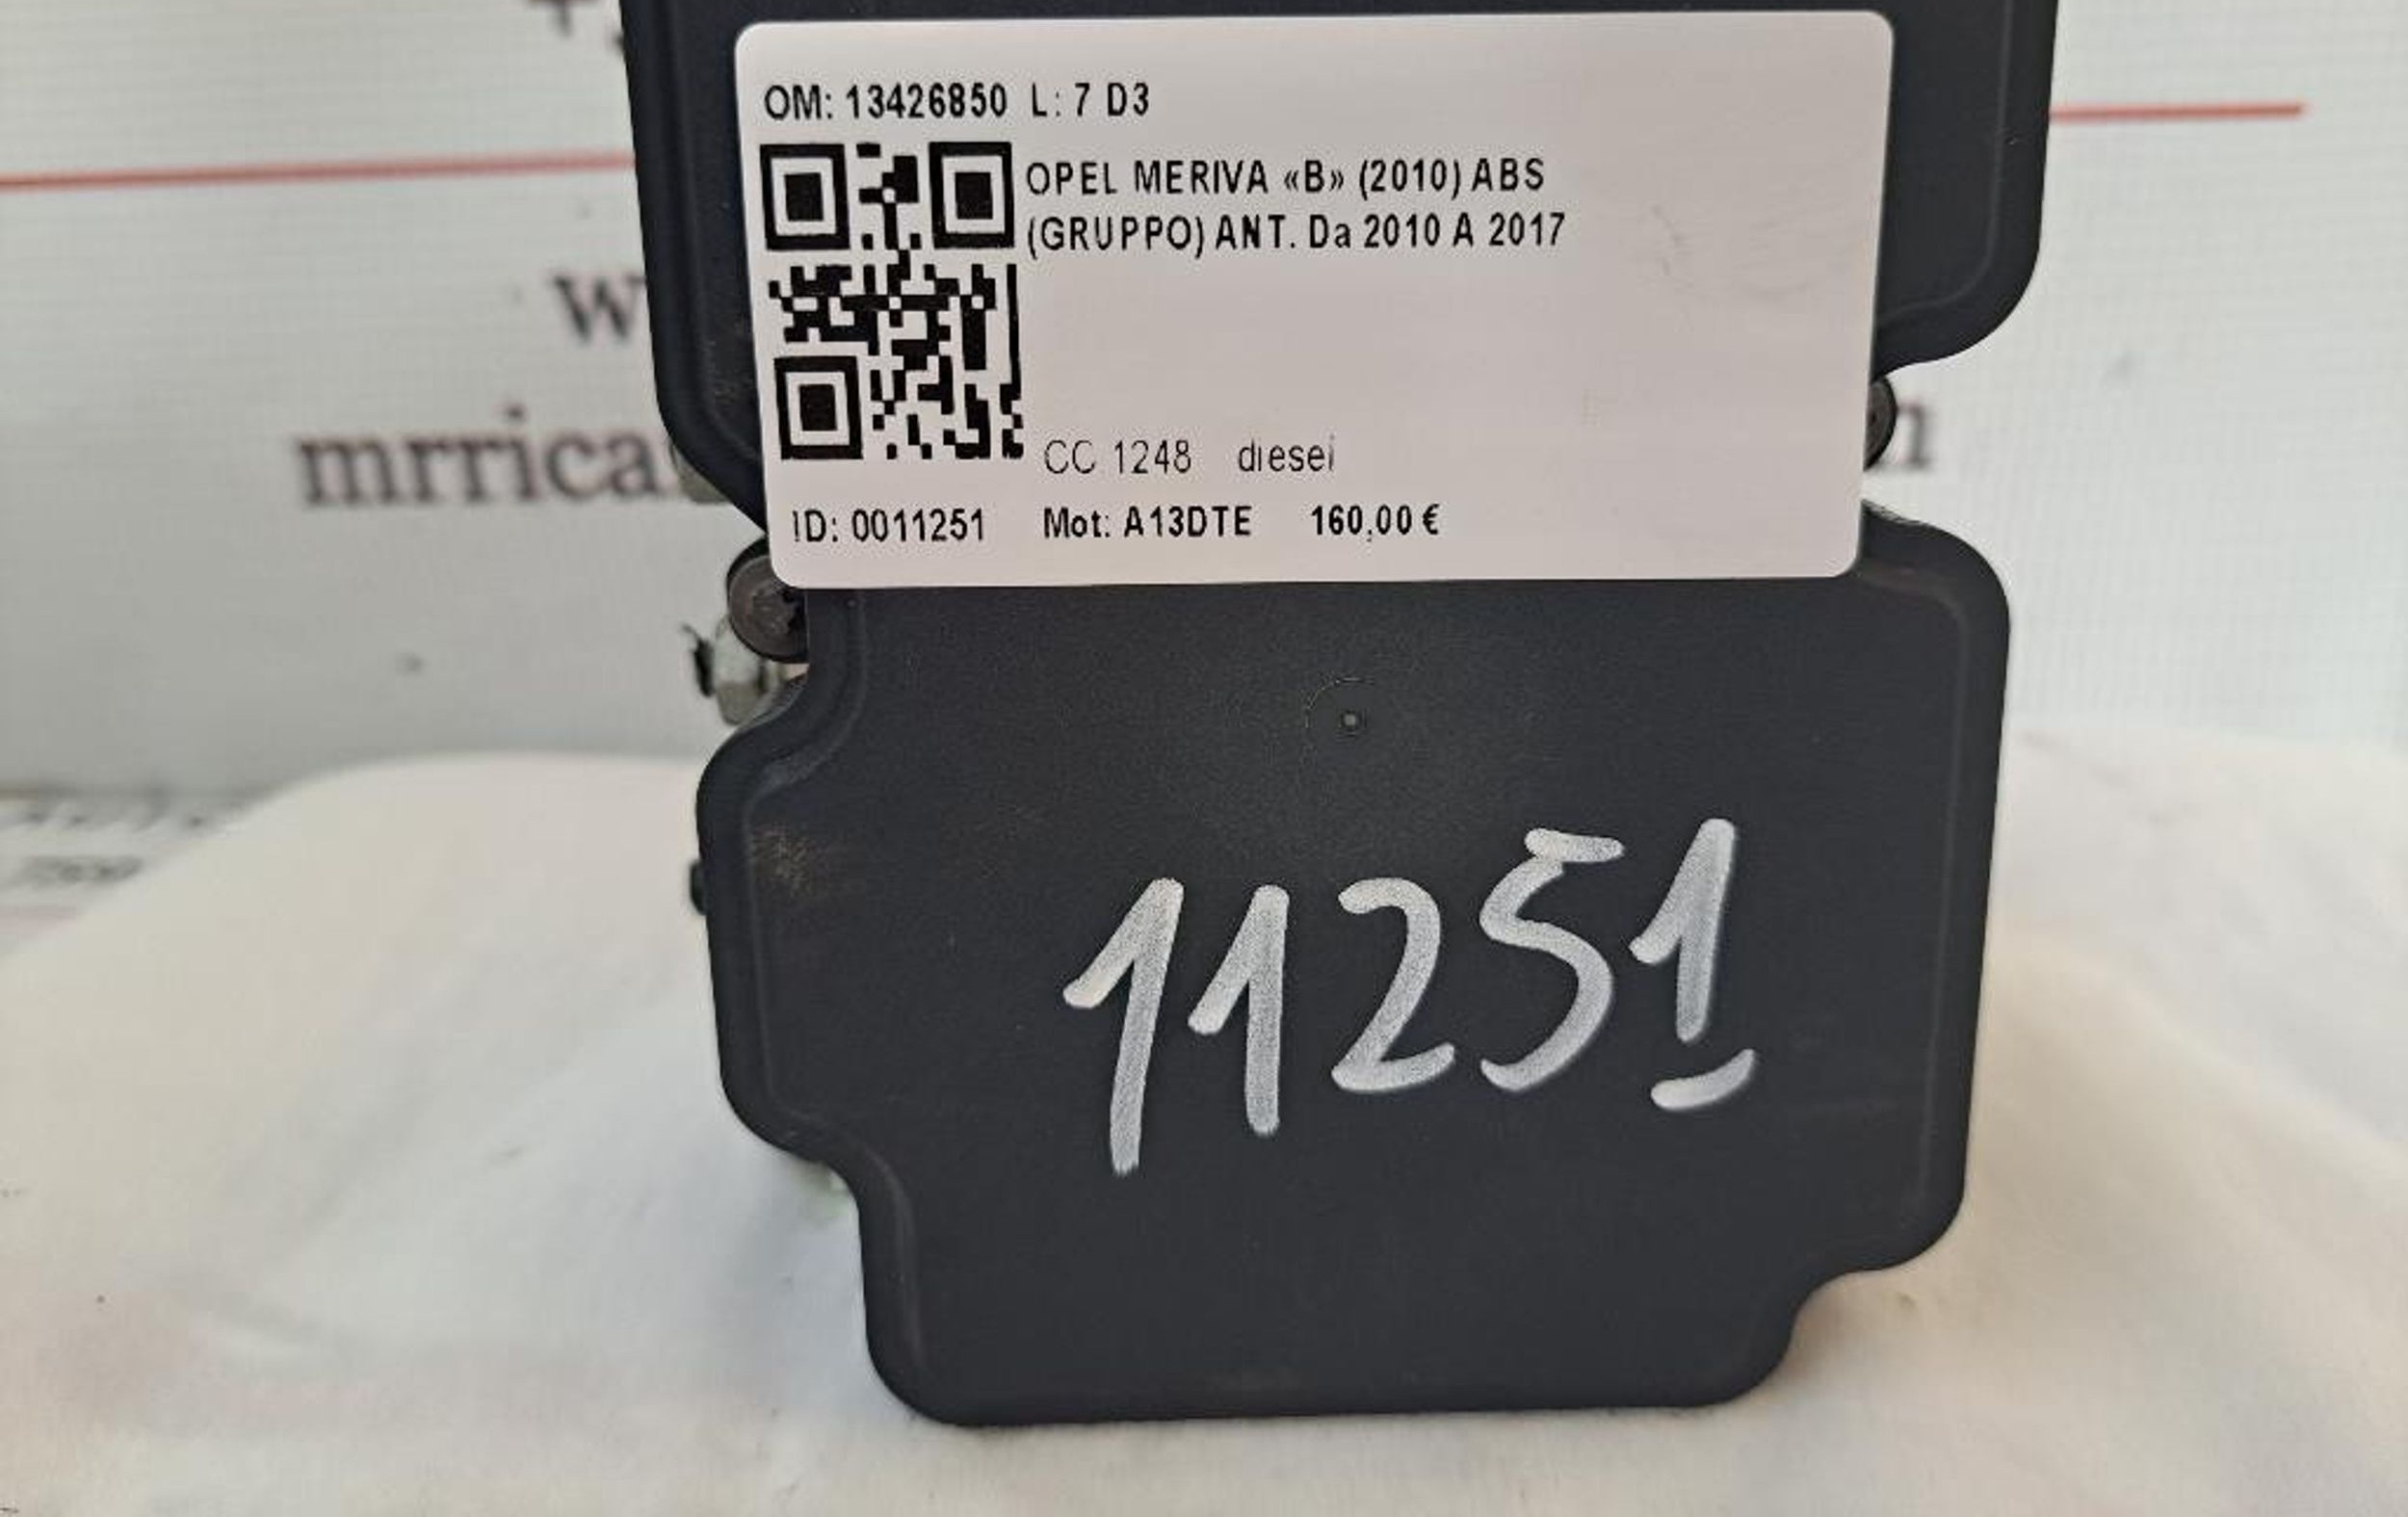 OM: 13426850 L: 7 D3
OPEL MERIVA «B» (2010) ABS
(GRUPPO) ANT. Da 2010 A 2017
CC 1248 diesel
ID: 0011251 Mot: A13DTE 160,00 €
11251